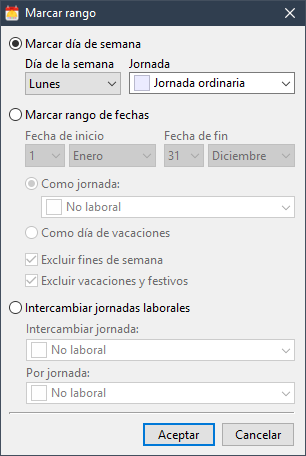 Marcar rango
Marcar día de semana
Día de la semana Jornada
Lunes Jornada ordinaria
Marcar rango de fechas
Fecha de inicio Fecha de fin
1 Enero 31 Diciembre
Como jornada:
No laboral
Como día de vacaciones
Excluir fines de semana
Excluir vacaciones y festivos
Intercambiar jornadas laborales
Intercambiar jornada:
No laboral
Por jornada:
No laboral
Aceptar Cancelar